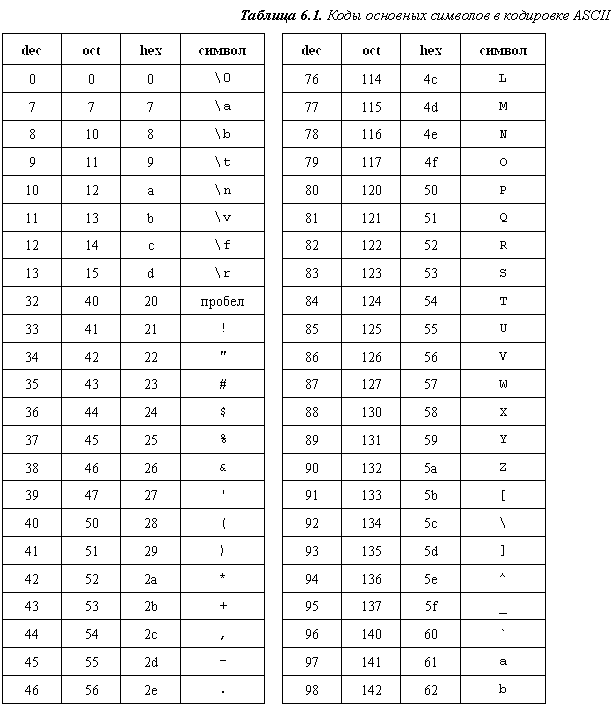 Таблица 6.1. Коды основных символов в кодировке ASCII
dec oct hex символ dec oct hex символ
0 0 0 \0 76 114 4c L
7 7 7 \a 77 115 4d M
8 10 8 \b 78 116 4e N
9 11 9 \t 79 117 4f O
10 12 a \n 80 120 50 P
11 13 b \v 81 121 51 Q
12 14 c \f 82 122 52 R
13 15 d \r 83 123 53 S
32 40 20 пробел 84 124 54 T
33 41 21 ! 85 125 55 U
34 42 22 " 86 126 56 V
35 43 23 # 87 127 57 W
36 44 24 $ 88 130 58 X
37 45 25 % 89 131 59 Y
38 46 26 & 90 132 5a Z
39 47 27 ' 91 133 5b [
40 50 28 ( 92 134 5c \
41 51 29 ) 93 135 5d ]
42 52 2a * 94 136 5e ^
43 53 2b + 95 137 5f _
44 54 2c , 96 140 60 `
45 55 2d - 97 141 61 a
46 56 2e . 98 142 62 b